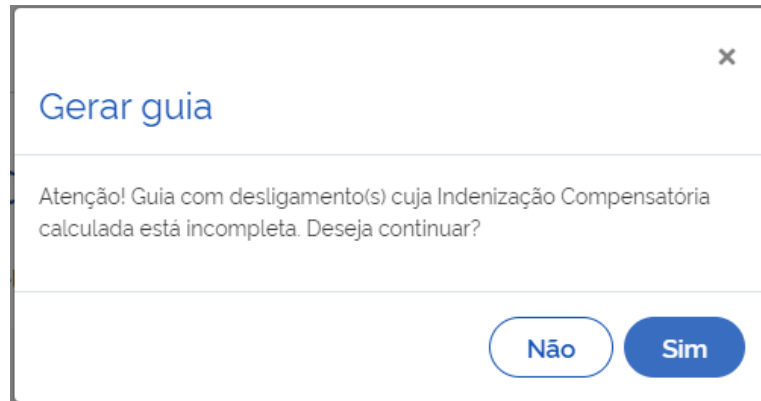 ×
Gerar guia
Atenção! Guia com desligamento(s) cuja Indenização Compensatória
calculada está incompleta. Deseja continuar?
Não
Sim